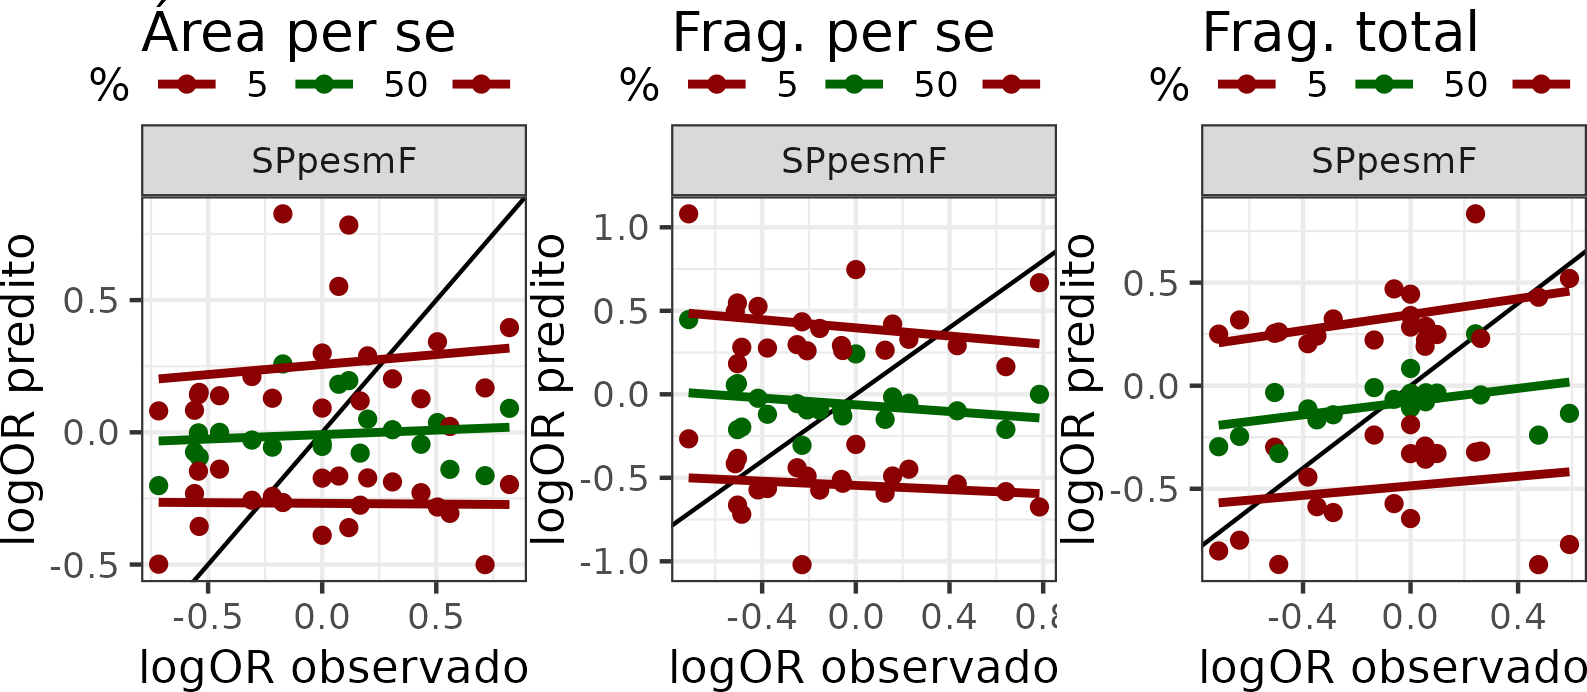 Área per se
% 5 50
SPpesmF
logOR predito
0.5
0.0
-0.5
-0.5 0.0 0.5
logOR observado
Frag. per se
% 5 50
SPpesmF
logOR predito
1.0
0.5
0.0
-0.5
-1.0
-0.4 0.0 0.4 0.8
logOR observado
Frag. total
% 5 50
SPpesmF
logOR predito
0.5
0.0
-0.5
-0.4 0.0 0.4
logOR observado